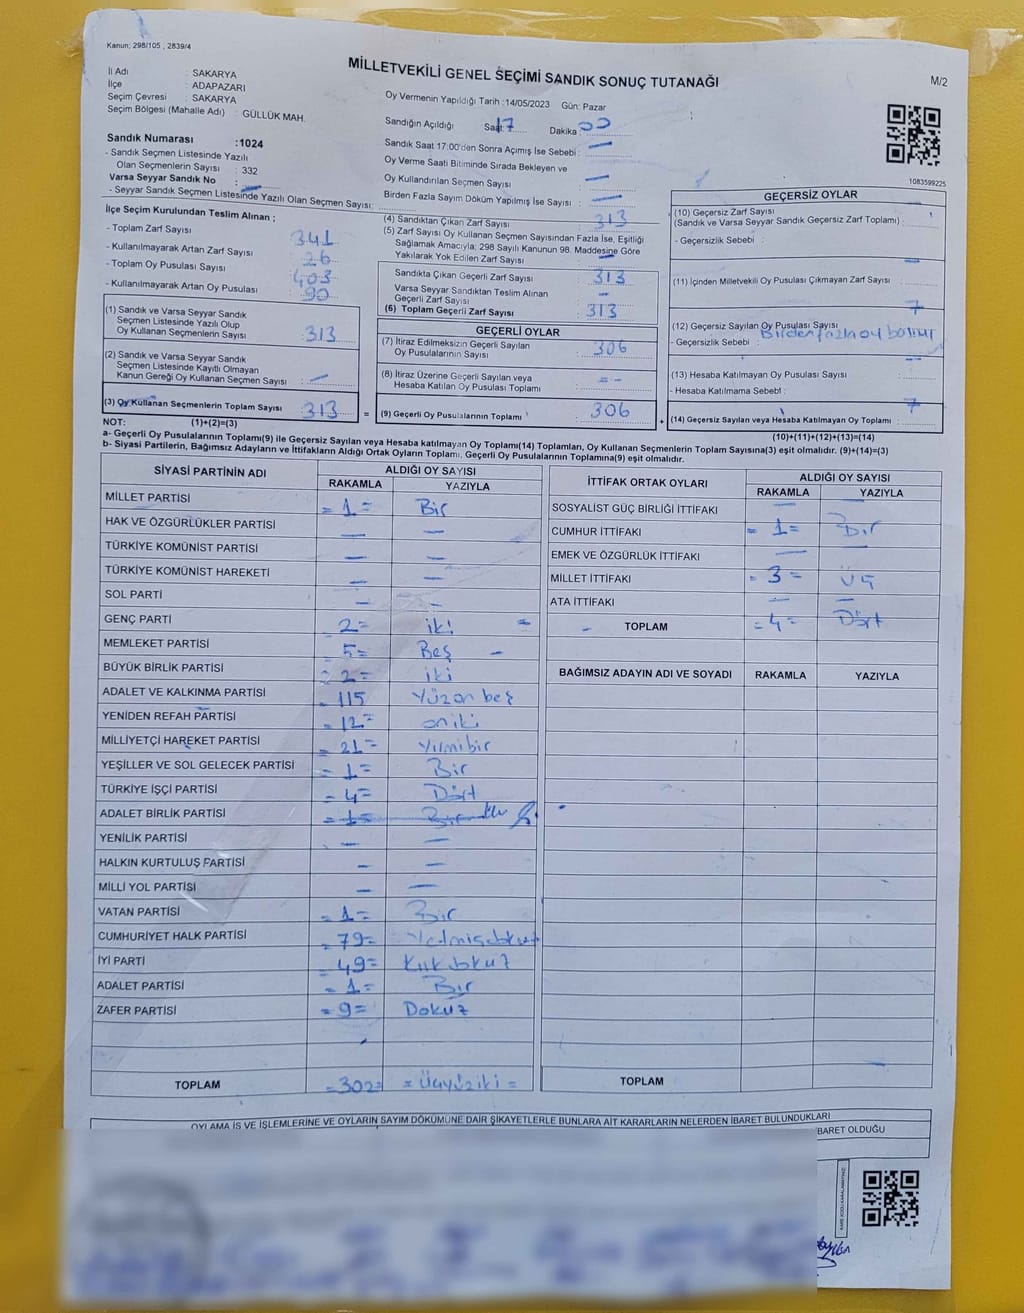 Kanun; 298/105 , 2839/4
MİLLETVEKİLİ GENEL SEÇİMİ SANDIK SONUÇ TUTANAĞI
M/2
İl Adı : SAKARYA
İlçe : ADAPAZARI
Seçim Çevresi : SAKARYA
Seçim Bölgesi (Mahalle Adı) : GÜLLÜK MAH.
Sandık Numarası :1024
- Sandık Seçmen Listesinde Yazılı
Olan Seçmenlerin Sayısı : 332
Varsa Seyyar Sandık No : —
- Seyyar Sandık Seçmen Listesinde Yazılı Olan Seçmen Sayısı:
Oy Vermenin Yapıldığı Tarih :14/05/2023 Gün: Pazar
Sandığın Açıldığı Saat: 17 Dakika: 00
Sandık Saat 17:00'den Sonra Açımış İse Sebebi : —
Oy Verme Saati Bitiminde Sırada Bekleyen ve
Oy Kullandırılan Seçmen Sayısı : —
Birden Fazla Sayım Döküm Yapılmış İse Sayısı : —
1083599225
İlçe Seçim Kurulundan Teslim Alınan ;
- Toplam Zarf Sayısı : 341
- Kullanılmayarak Artan Zarf Sayısı : 26
- Toplam Oy Pusulası Sayısı : 403
- Kullanılmayarak Artan Oy Pusulası : 90
(1) Sandık ve Varsa Seyyar Sandık
Seçmen Listesinde Yazılı Olup
Oy Kullanan Seçmenlerin Sayısı : 313
(2) Sandık ve Varsa Seyyar Sandık
Seçmen Listesinde Kayıtlı Olmayan
Kanun Gereği Oy Kullanan Seçmen Sayısı : —
(3) Oy Kullanan Seçmenlerin Toplam Sayısı : 313
(4) Sandıktan Çıkan Zarf Sayısı : 313
(5) Zarf Sayısı Oy Kullanan Seçmen Sayısından Fazla İse, Eşitliği
Sağlamak Amacıyla; 298 Sayılı Kanunun 98. Maddesine Göre
Yakılarak Yok Edilen Zarf Sayısı : —
Sandıkta Çıkan Geçerli Zarf Sayısı : 313
Varsa Seyyar Sandıktan Teslim Alınan
Geçerli Zarf Sayısı : —
(6) Toplam Geçerli Zarf Sayısı : 313
GEÇERLİ OYLAR
(7) İtiraz Edilmeksizin Geçerli Sayılan
Oy Pusulalarının Sayısı : 306
(8) İtiraz Üzerine Geçerli Sayılan veya
Hesaba Katılan Oy Pusulası Toplamı : --
= (9) Geçerli Oy Pusulalarının Toplamı : 306
GEÇERSİZ OYLAR
(10) Geçersiz Zarf Sayısı
(Sandık ve Varsa Seyyar Sandık Geçersiz Zarf Toplamı) :
- Geçersizlik Sebebi :
(11) İçinden Milletvekili Oy Pusulası Çıkmayan Zarf Sayısı : —
(12) Geçersiz Sayılan Oy Pusulası Sayısı : 7
- Geçersizlik Sebebi : Birden fazla oy
(13) Hesaba Katılmayan Oy Pusulası Sayısı : —
- Hesaba Katılmama Sebebi :
+ (14) Geçersiz Sayılan veya Hesaba Katılmayan Oy Toplamı : 7
NOT: (1)+(2)=(3)
(10)+(11)+(12)+(13)=(14)
a- Geçerli Oy Pusulalarının Toplamı(9) ile Geçersiz Sayılan veya Hesaba katılmayan Oy Toplamı(14) Toplamları, Oy Kullanan Seçmenlerin Toplam Sayısına(3) eşit olmalıdır. (9)+(14)=(3)
b- Siyasi Partilerin, Bağımsız Adayların ve İttifakların Aldığı Ortak Oyların Toplamı, Geçerli Oy Pusulalarının Toplamına(9) eşit olmalıdır.
SİYASİ PARTİNİN ADI ALDIĞI OY SAYISI
RAKAMLA YAZIYLA
MİLLET PARTİSİ = 1 = Bir
HAK VE ÖZGÜRLÜKLER PARTİSİ — —
TÜRKİYE KOMÜNİST PARTİSİ — —
TÜRKİYE KOMÜNİST HAREKETİ — —
SOL PARTİ — —
GENÇ PARTİ = 2 = iki =
MEMLEKET PARTİSİ = 5 = Beş —
BÜYÜK BİRLİK PARTİSİ = 2 = iki
ADALET VE KALKINMA PARTİSİ = 115 Yüzon beş
YENİDEN REFAH PARTİSİ = 12 = oniki
MİLLİYETÇİ HAREKET PARTİSİ = 21 = Yirmibir
YEŞİLLER VE SOL GELECEK PARTİSİ = 1 = Bir
TÜRKİYE İŞÇİ PARTİSİ = 4 = Dört
ADALET BİRLİK PARTİSİ
YENİLİK PARTİSİ — —
HALKIN KURTULUŞ PARTİSİ — —
MİLLİ YOL PARTİSİ — —
VATAN PARTİSİ = 1 = Bir
CUMHURİYET HALK PARTİSİ = 79 = Yetmişdokuz
İYİ PARTİ = 49 = Kırkdokuz
ADALET PARTİSİ = 1 = Bir
ZAFER PARTİSİ = 9 = Dokuz
TOPLAM = 302 = = Üçyüziki =
İTTİFAK ORTAK OYLARI ALDIĞI OY SAYISI
RAKAMLA YAZIYLA
SOSYALİST GÜÇ BİRLİĞİ İTTİFAKI — —
CUMHUR İTTİFAKI = 1 = Bir
EMEK VE ÖZGÜRLÜK İTTİFAKI —
MİLLET İTTİFAKI = 3 = Üç
ATA İTTİFAKI — —
TOPLAM = 4 = Dört
BAĞIMSIZ ADAYIN ADI VE SOYADI RAKAMLA YAZIYLA
TOPLAM
OYLAMA İŞ VE İŞLEMLERİNE VE OYLARIN SAYIM DÖKÜMÜNE DAİR ŞİKAYETLERLE BUNLARA AİT KARARLARIN NELERDEN İBARET BULUNDUKLARI
BARET OLDUĞU